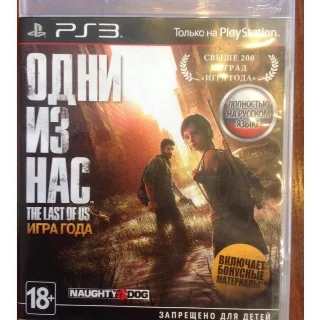 PS3
Только на PlayStation
СВЫШЕ 200
НАГРАД
«ИГРА ГОДА»
ОДНИ
ИЗ
НАС
THE LAST OF US
ИГРА ГОДА
ПОЛНОСТЬЮ
НА РУССКОМ
ЯЗЫКЕ
ВКЛЮЧАЕТ
БОНУСНЫЕ
МАТЕРИАЛЫ
18+
NAUGHTY DOG
ЗАПРЕЩЕНО ДЛЯ ДЕТЕЙ